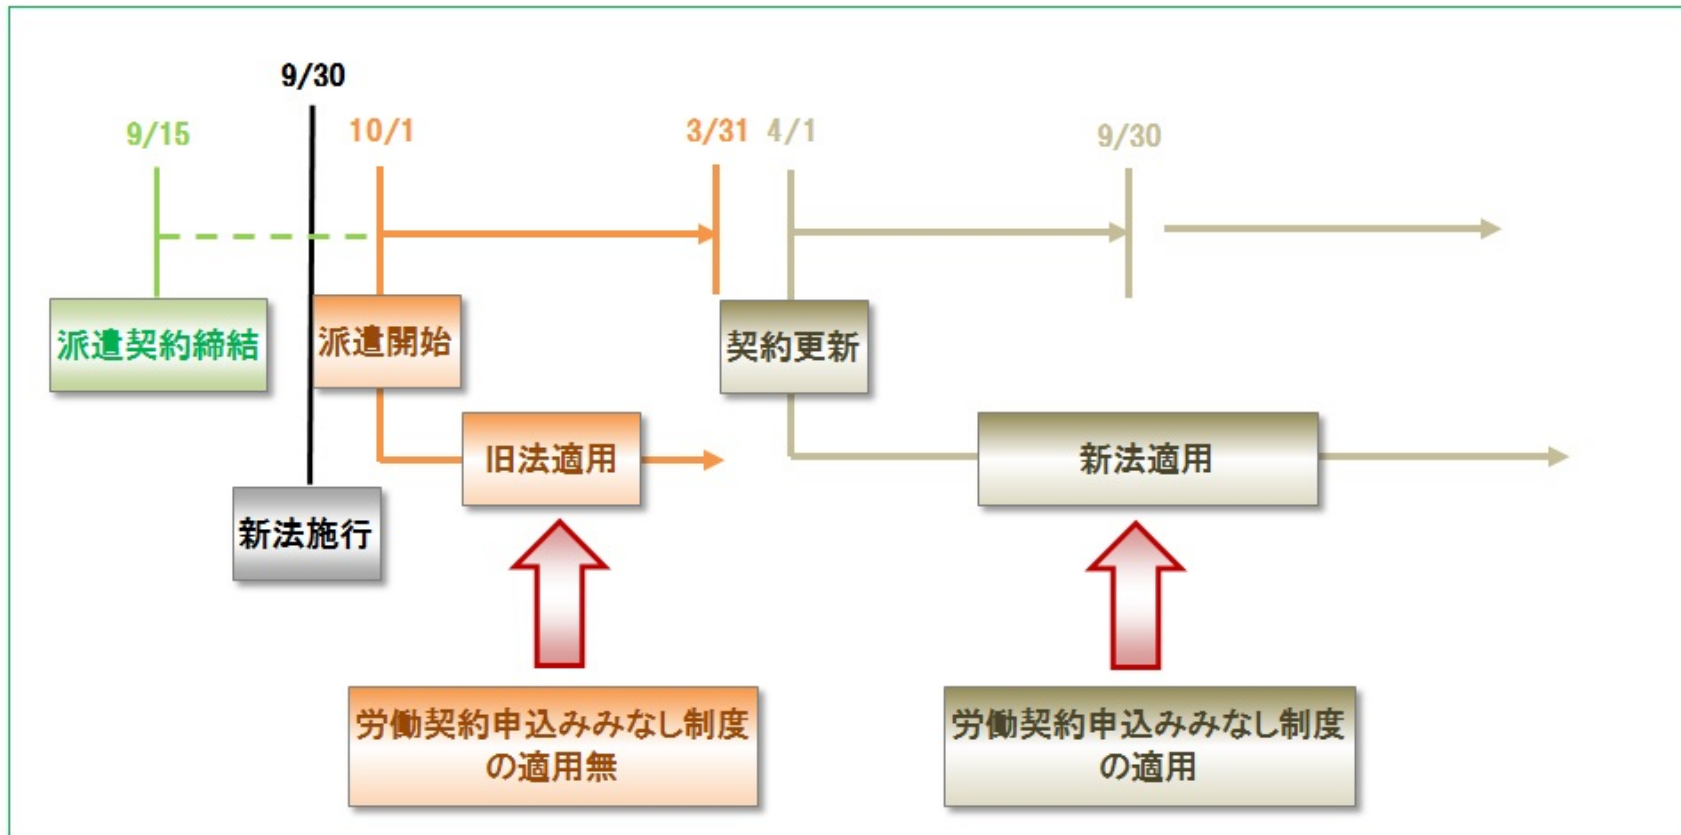 9/30
9/15
10/1
3/31
4/1
9/30
派遣契約締結
派遣開始
契約更新
旧法適用
新法適用
新法施行
労働契約申込みみなし制度
の適用無
労働契約申込みみなし制度
の適用